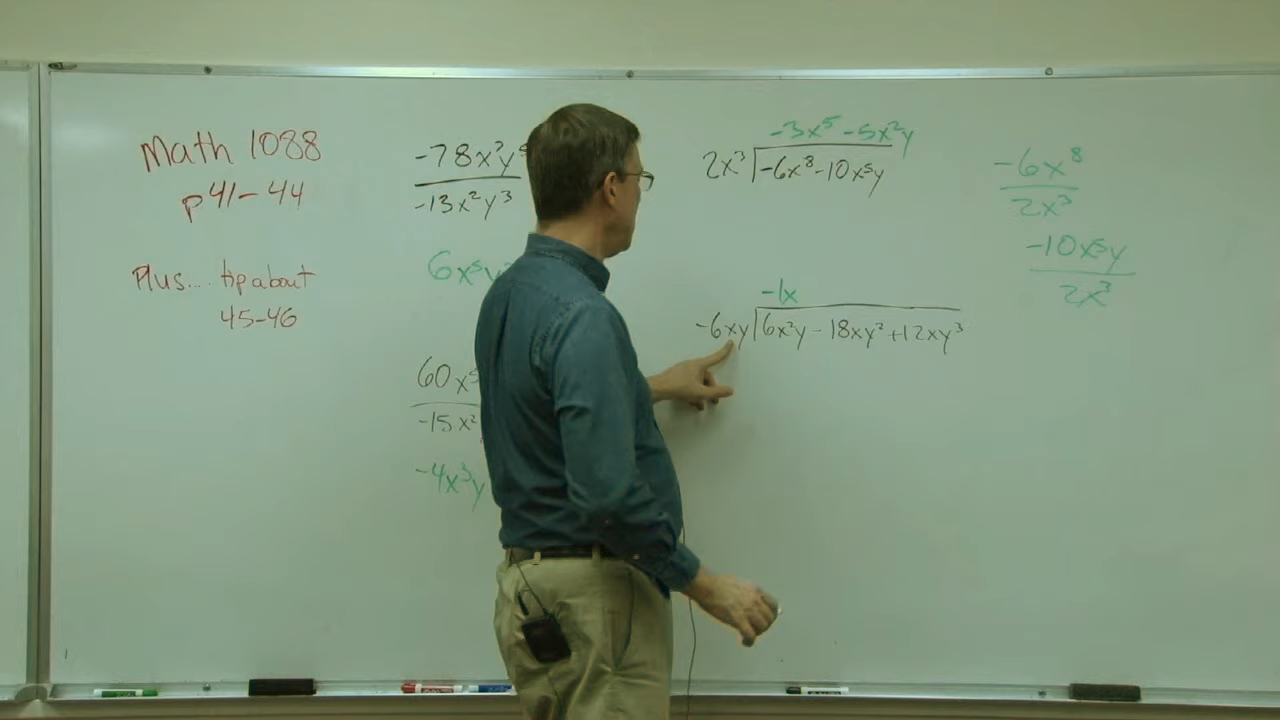 Math 1088
p 41-44
Plus... tip about
45-46
-78x⁷y⁵
-13x²y³
6x⁵y
60x⁵
-15x²
-4x³y
-3x⁵ -5x²y
2x³ -6x⁸-10x⁵y
-1x
-6xy 6x²y - 18xy² +12xy³
-6x⁸
2x³
-10x⁵y
2x³